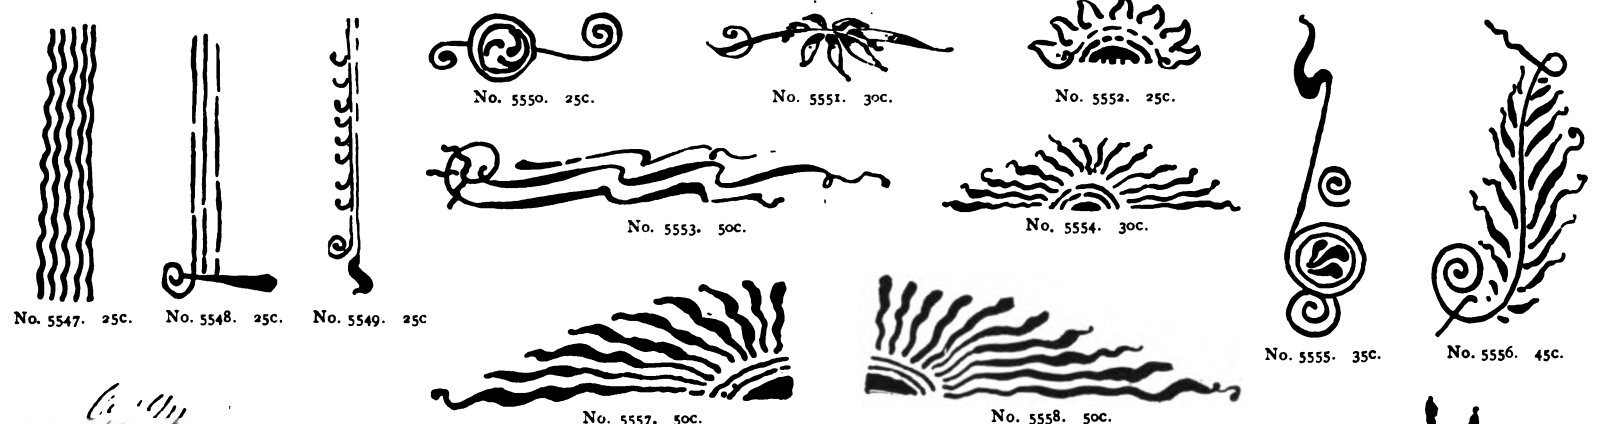 No. 5550. 25c.
No. 5551. 30c.
No. 5552. 25c.
No. 5553. 50c.
No. 5554. 30c.
No. 5547. 25c.
No. 5548. 25c.
No. 5549. 25c
No. 5555. 35c.
No. 5556. 45c.
No. 5557. 50c.
No. 5558. 50c.